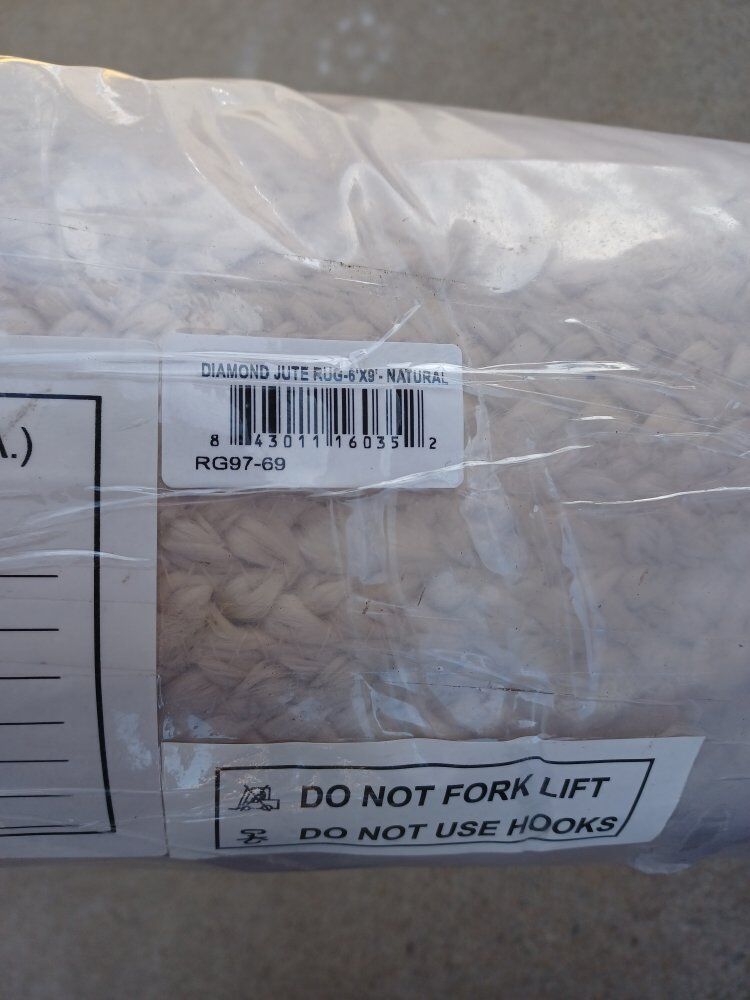 DIAMOND JUTE RUG-6'X9'- NATURAL
8 43011 16035 2
RG97-69
A.)
DO NOT FORK LIFT
DO NOT USE HOOKS